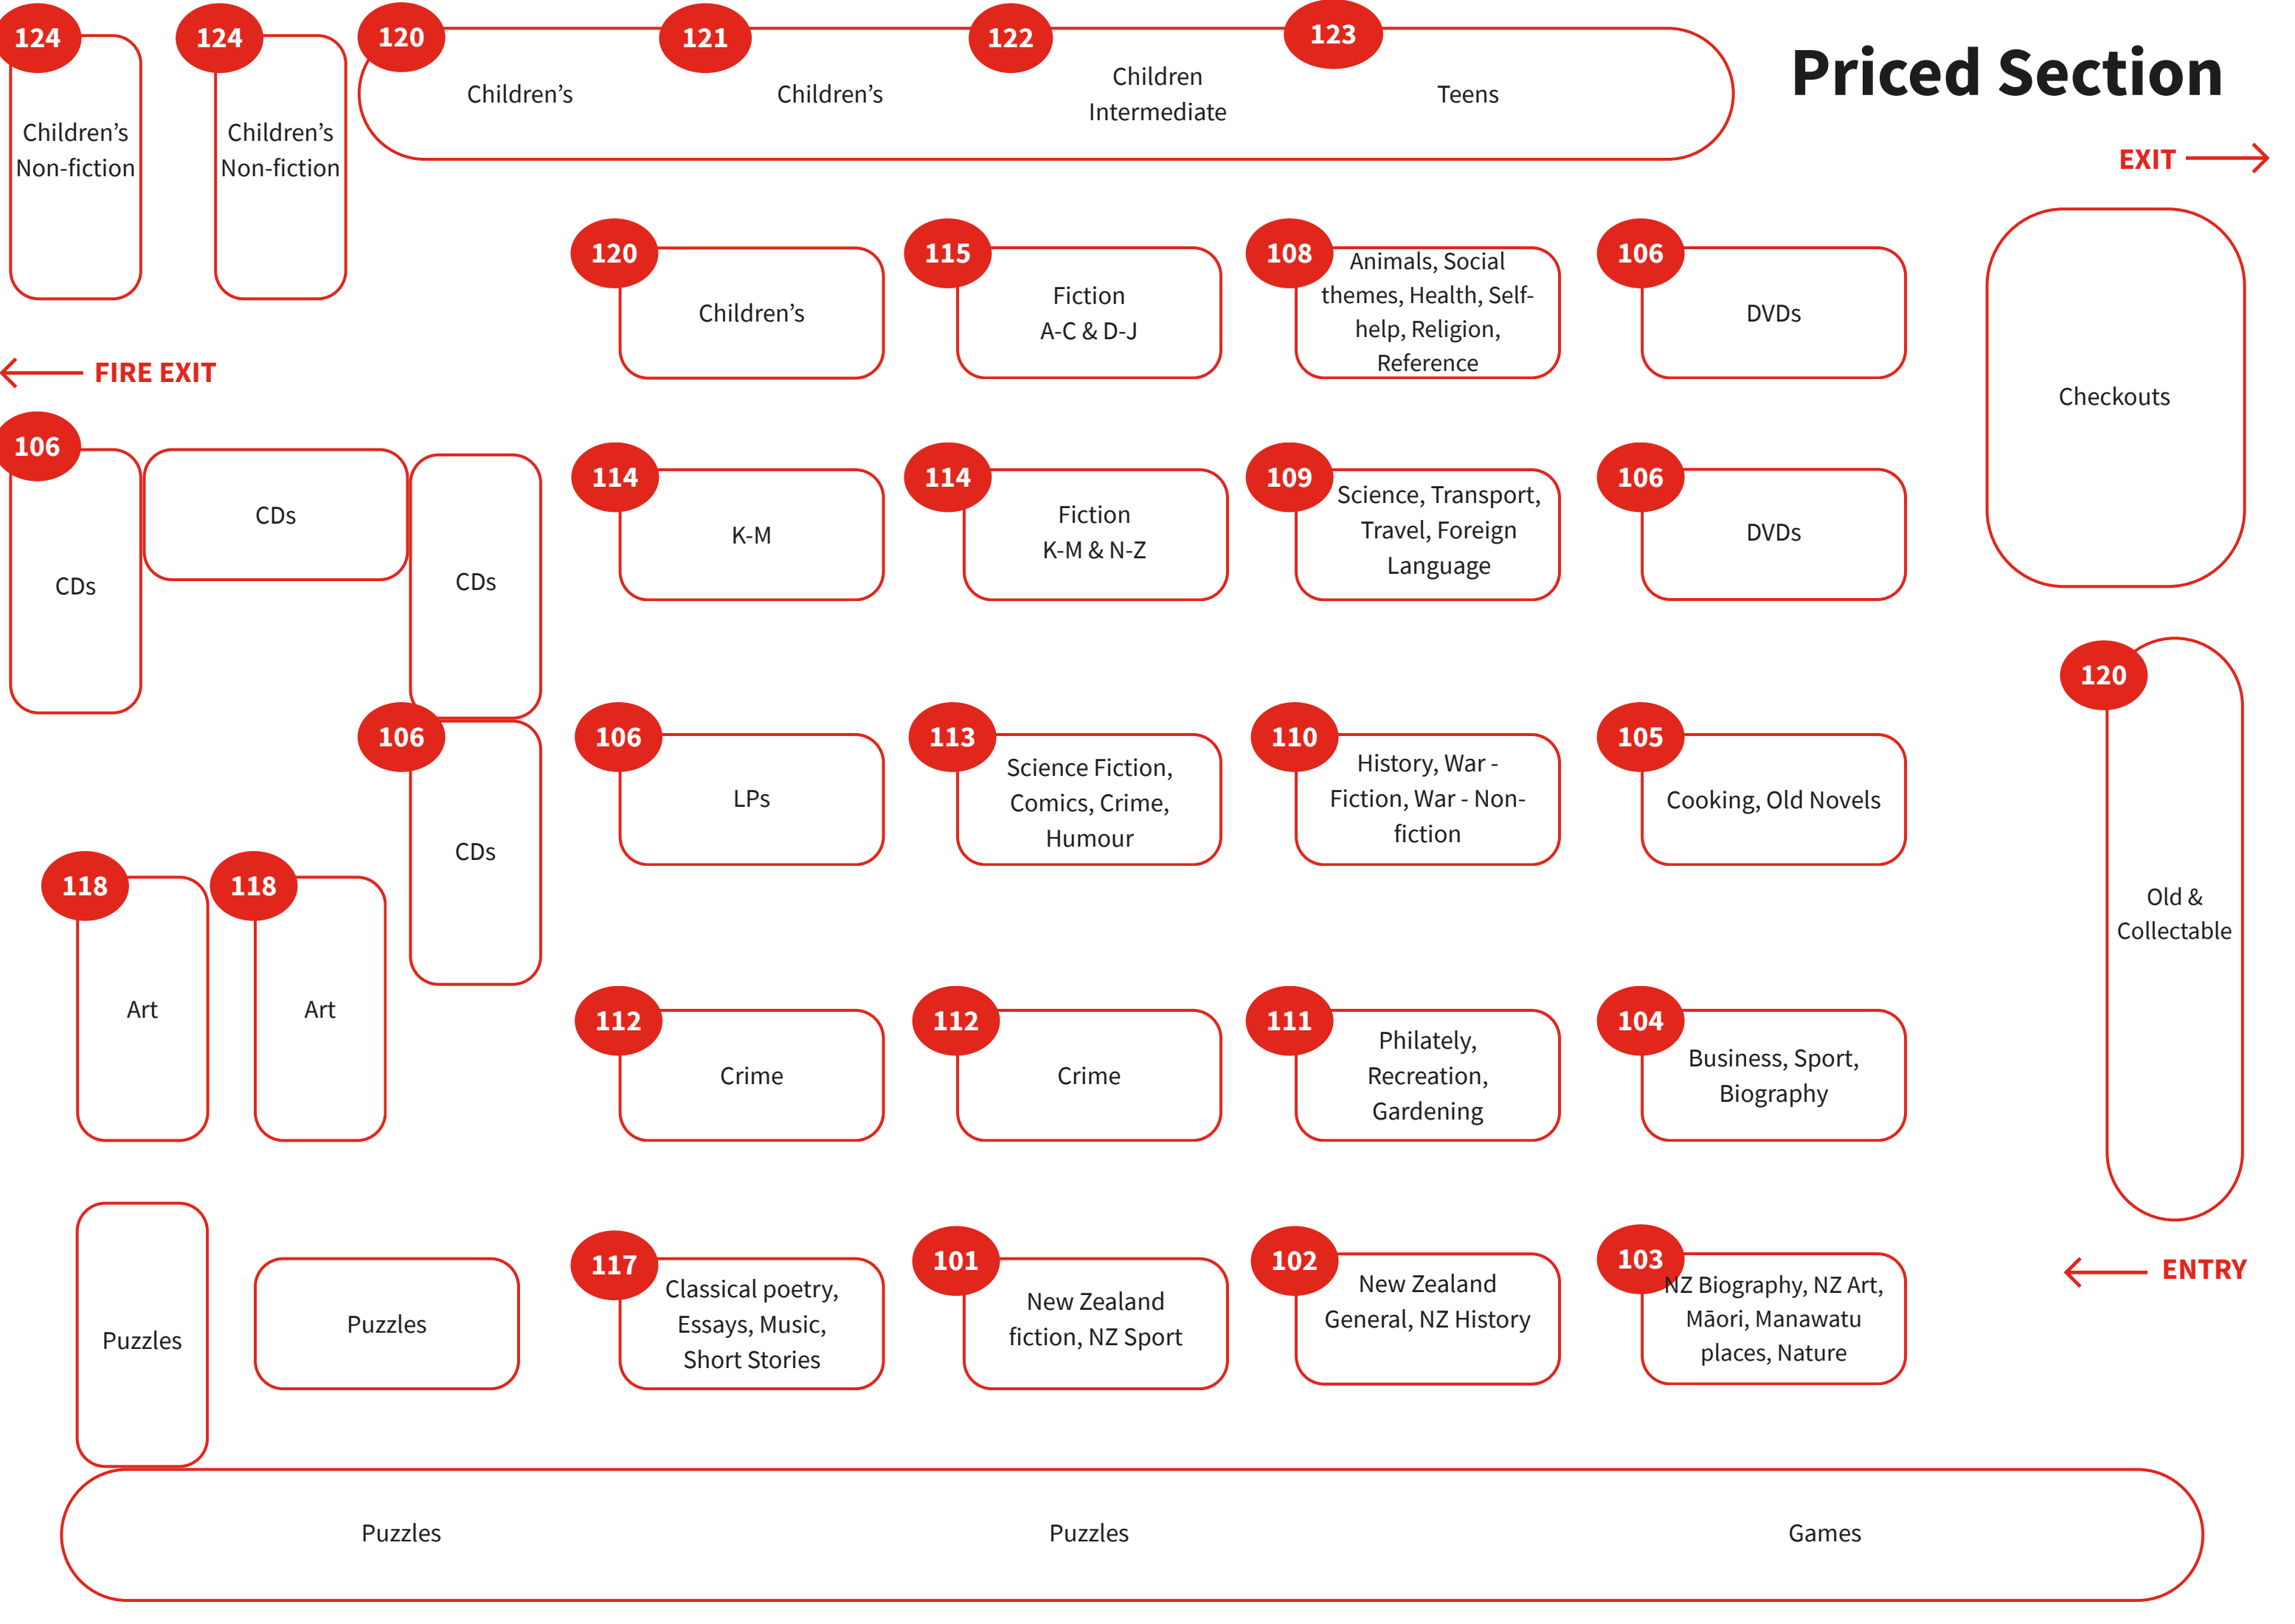 Priced Section
124
Children’s
Non-fiction
124
Children’s
Non-fiction
120
Children’s
121
Children’s
122
Children
Intermediate
123
Teens
EXIT
120
Children’s
115
Fiction
A-C & D-J
108
Animals, Social
themes, Health, Self-
help, Religion,
Reference
106
DVDs
Checkouts
FIRE EXIT
106
CDs
CDs
CDs
114
K-M
114
Fiction
K-M & N-Z
109
Science, Transport,
Travel, Foreign
Language
106
DVDs
120
Old &
Collectable
106
CDs
106
LPs
113
Science Fiction,
Comics, Crime,
Humour
110
History, War -
Fiction, War - Non-
fiction
105
Cooking, Old Novels
118
Art
118
Art
112
Crime
112
Crime
111
Philately,
Recreation,
Gardening
104
Business, Sport,
Biography
ENTRY
Puzzles
Puzzles
117
Classical poetry,
Essays, Music,
Short Stories
101
New Zealand
fiction, NZ Sport
102
New Zealand
General, NZ History
103
NZ Biography, NZ Art,
Māori, Manawatu
places, Nature
Puzzles
Puzzles
Games